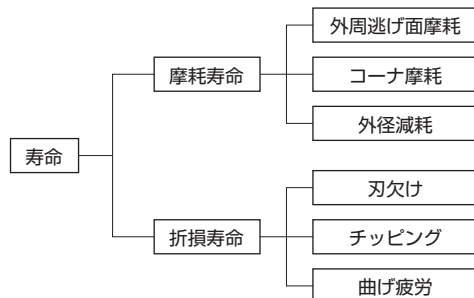 外周逃げ面摩耗
摩耗寿命
コーナ摩耗
外径減耗
寿命
刃欠け
折損寿命
チッピング
曲げ疲労